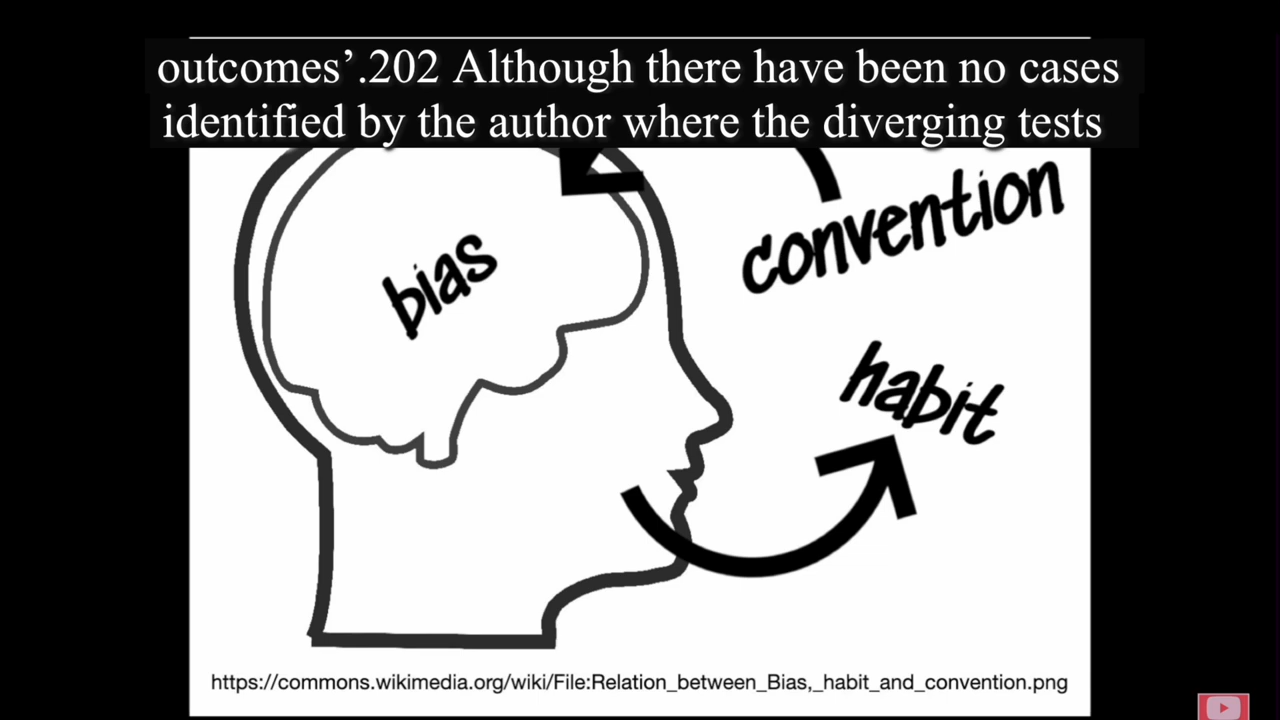 outcomes’.202 Although there have been no cases
identified by the author where the diverging tests
convention
bias
habit
https://commons.wikimedia.org/wiki/File:Relation_between_Bias,_habit_and_convention.png